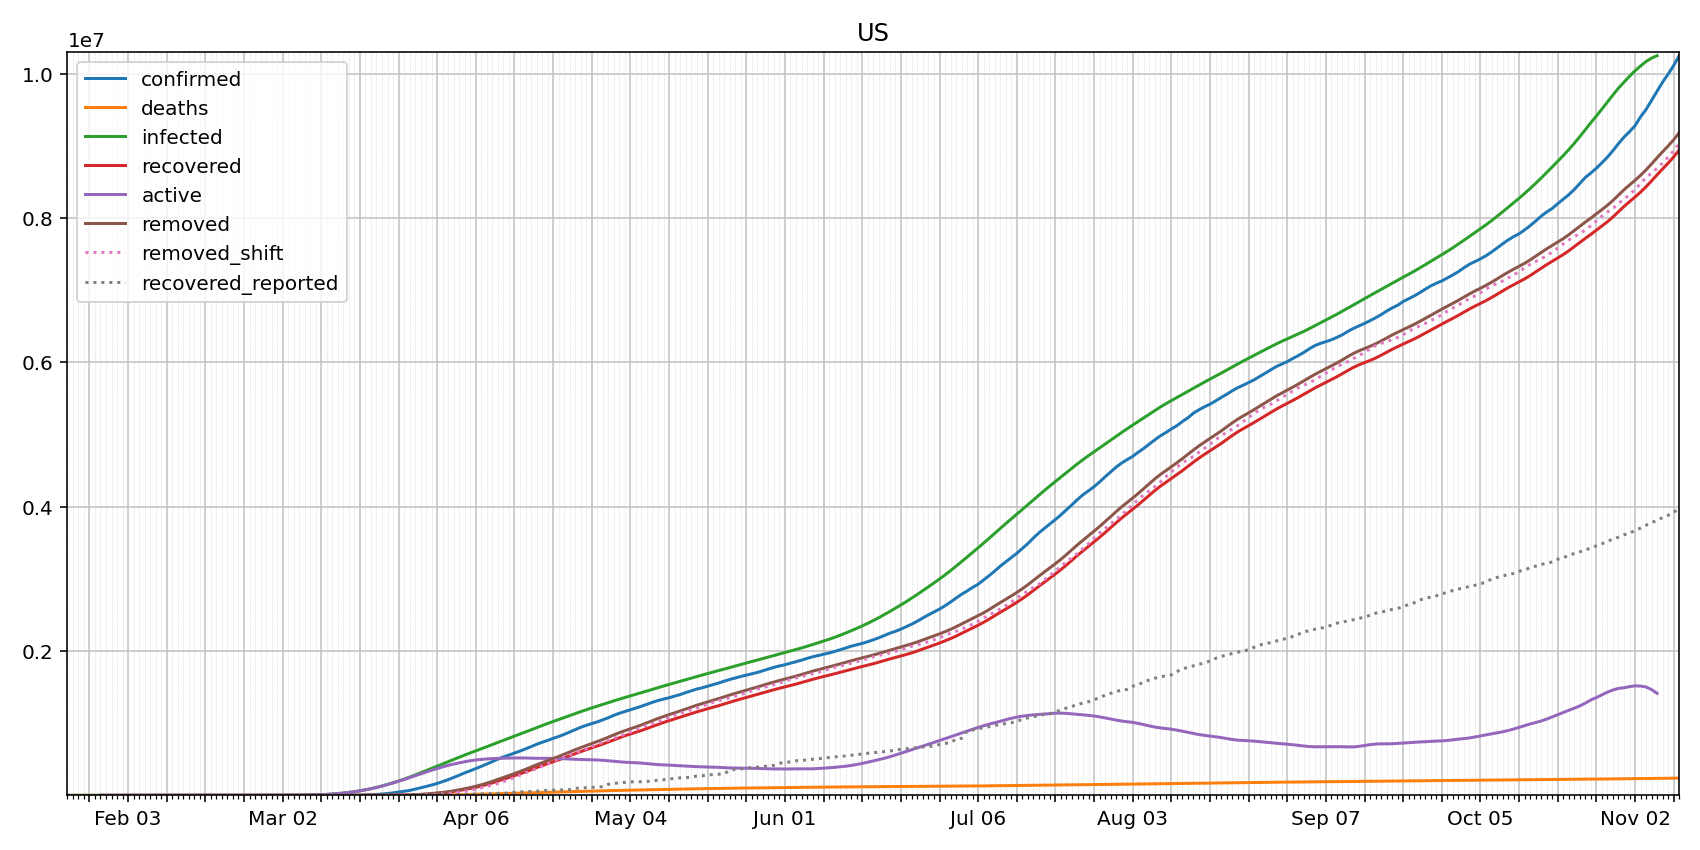 US
1e7
confirmed
deaths
infected
recovered
active
removed
removed_shift
recovered_reported
1.0
0.8
0.6
0.4
0.2
Feb 03 Mar 02 Apr 06 May 04 Jun 01 Jul 06 Aug 03 Sep 07 Oct 05 Nov 02